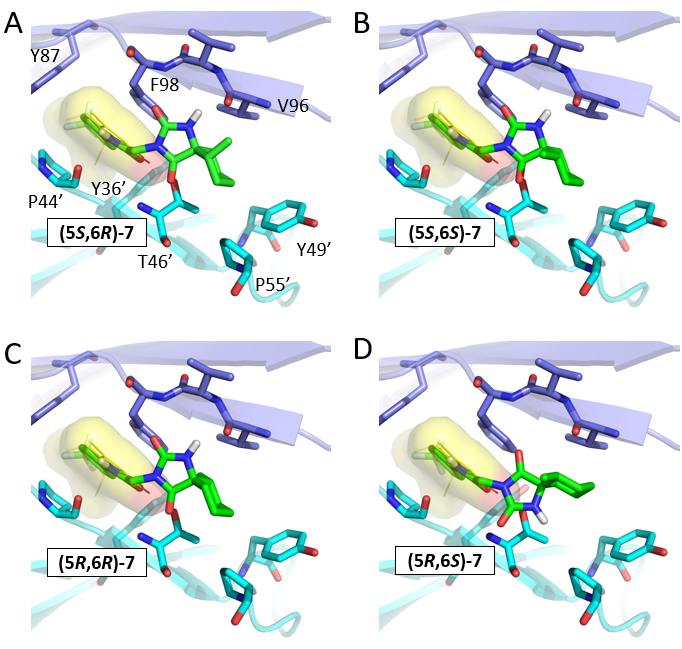 A
B
Y87
F98
V96
Y36’
P44’
(5S,6R)-7
(5S,6S)-7
T46’
Y49’
P55’
C
D
(5R,6R)-7
(5R,6S)-7